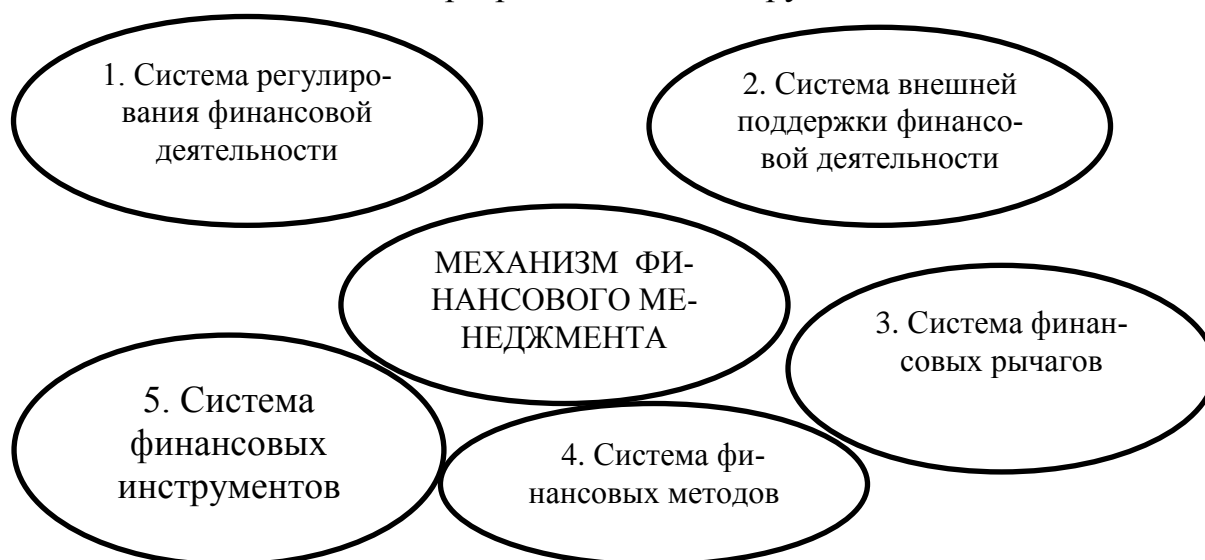 1. Система регулиро-
вания финансовой
деятельности
2. Система внешней
поддержки финансо-
вой деятельности
МЕХАНИЗМ ФИ-
НАНСОВОГО МЕ-
НЕДЖМЕНТА
3. Система финан-
совых рычагов
5. Система
финансовых
инструментов
4. Система фи-
нансовых методов